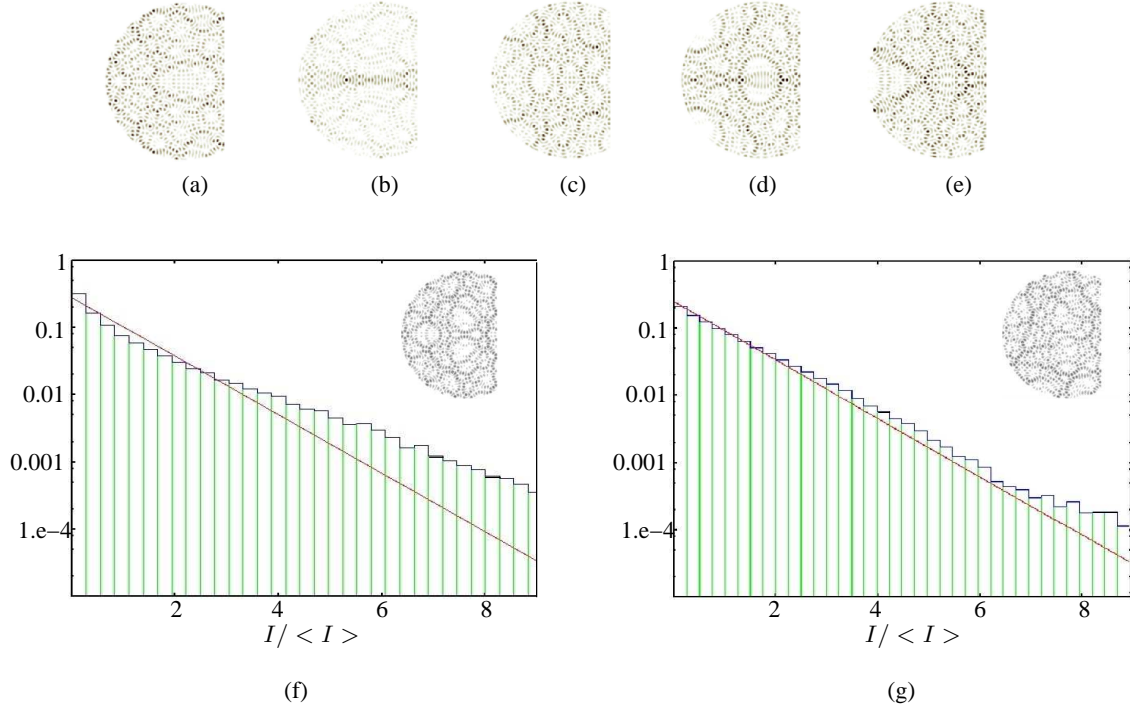 (a) (b) (c) (d) (e)
1
0.1
0.01
0.001
1.e-4
2 4 6 8
I / < I >
(f)
1
0.1
0.01
0.001
1.e-4
2 4 6 8
I / < I >
(g)